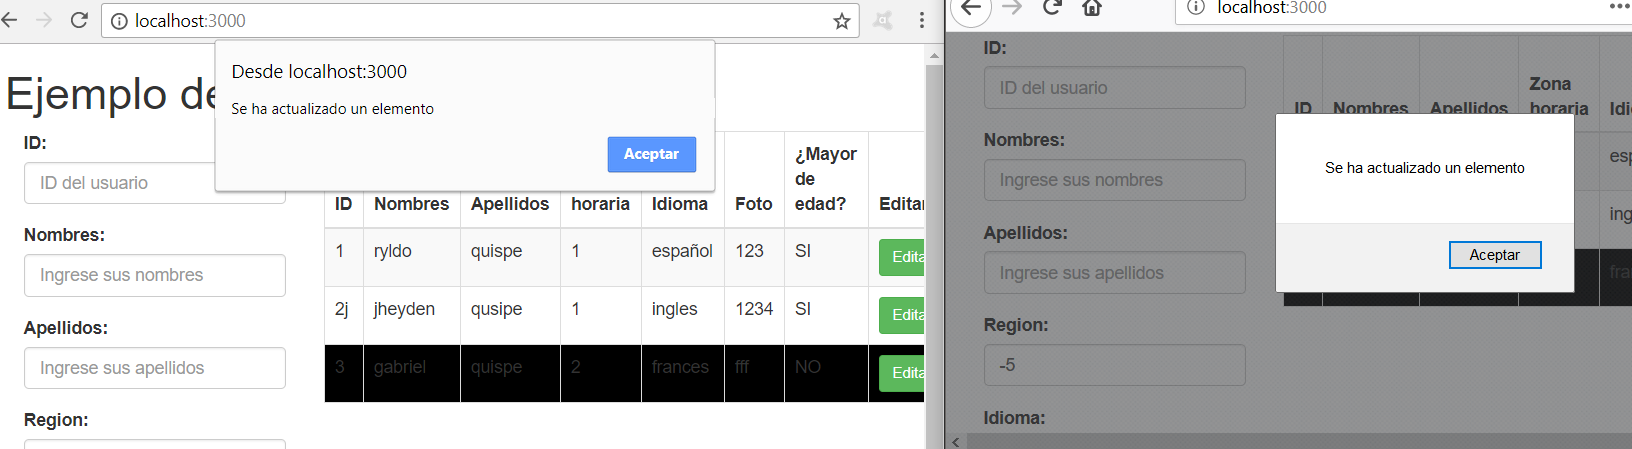 localhost:3000
Desde localhost:3000
Se ha actualizado un elemento
Aceptar
Ejemplo de
ID:
ID del usuario
Nombres:
Ingrese sus nombres
Apellidos:
Ingrese sus apellidos
Region:
ID Nombres Apellidos horaria Idioma Foto ¿Mayor de edad? Editar
1 ryldo quispe 1 español 123 SI Edita
2j jheyden qusipe 1 ingles 1234 SI Edita
3 gabriel quispe 2 frances fff NO Edita
localhost:3000
ID:
ID del usuario
Nombres:
Ingrese sus nombres
Apellidos:
Ingrese sus apellidos
Region:
-5
Idioma:
ID Nombres Apellidos Zona horaria Idi
esp
ing
fra
Se ha actualizado un elemento
Aceptar